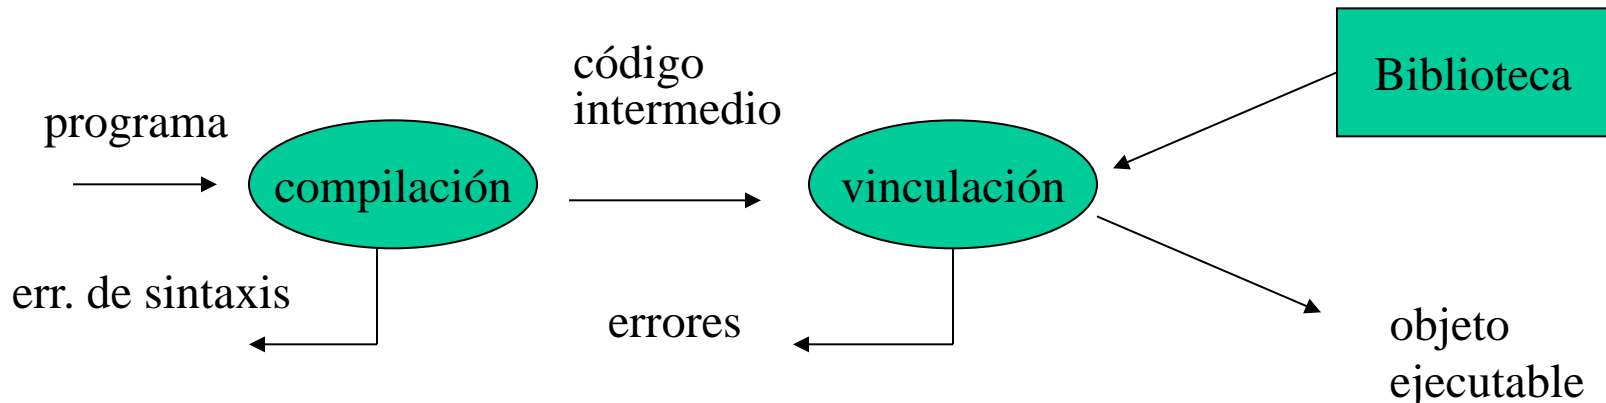 programa
compilación
err. de sintaxis
código
intermedio
vinculación
errores
Biblioteca
objeto
ejecutable